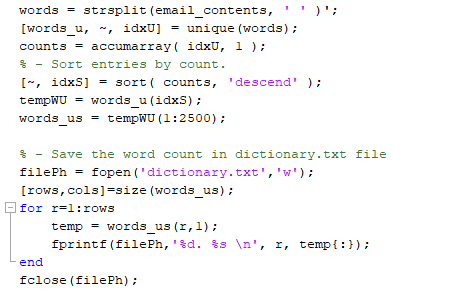 words = strsplit(email_contents, ' ' )';
[words_u, ~, idxU] = unique(words);
counts = accumarray( idxU, 1 );
% - Sort entries by count.
[~, idxS] = sort( counts, 'descend' );
tempWU = words_u(idxS);
words_us = tempWU(1:2500);
% - Save the word count in dictionary.txt file
filePh = fopen('dictionary.txt','w');
[rows,cols]=size(words_us);
for r=1:rows
temp = words_us(r,1);
fprintf(filePh,'%d. %s \n', r, temp{:});
end
fclose(filePh);